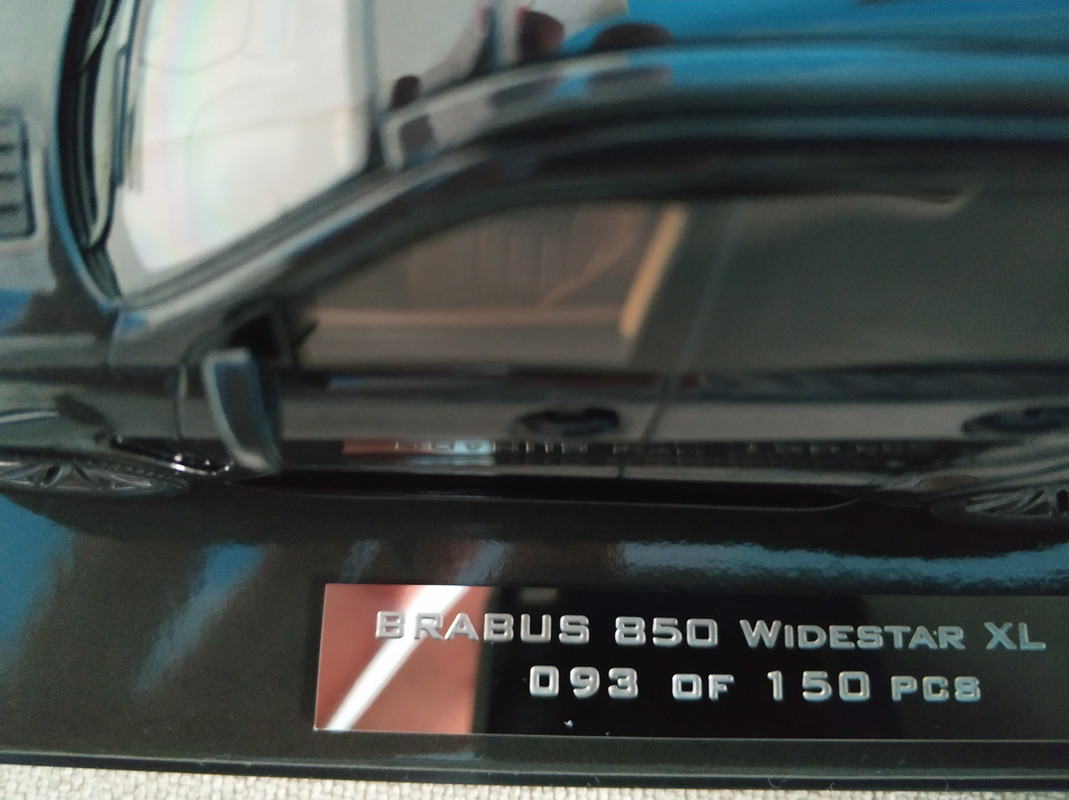 BRABUS 850 WIDESTAR XL
093 OF 150 PCS